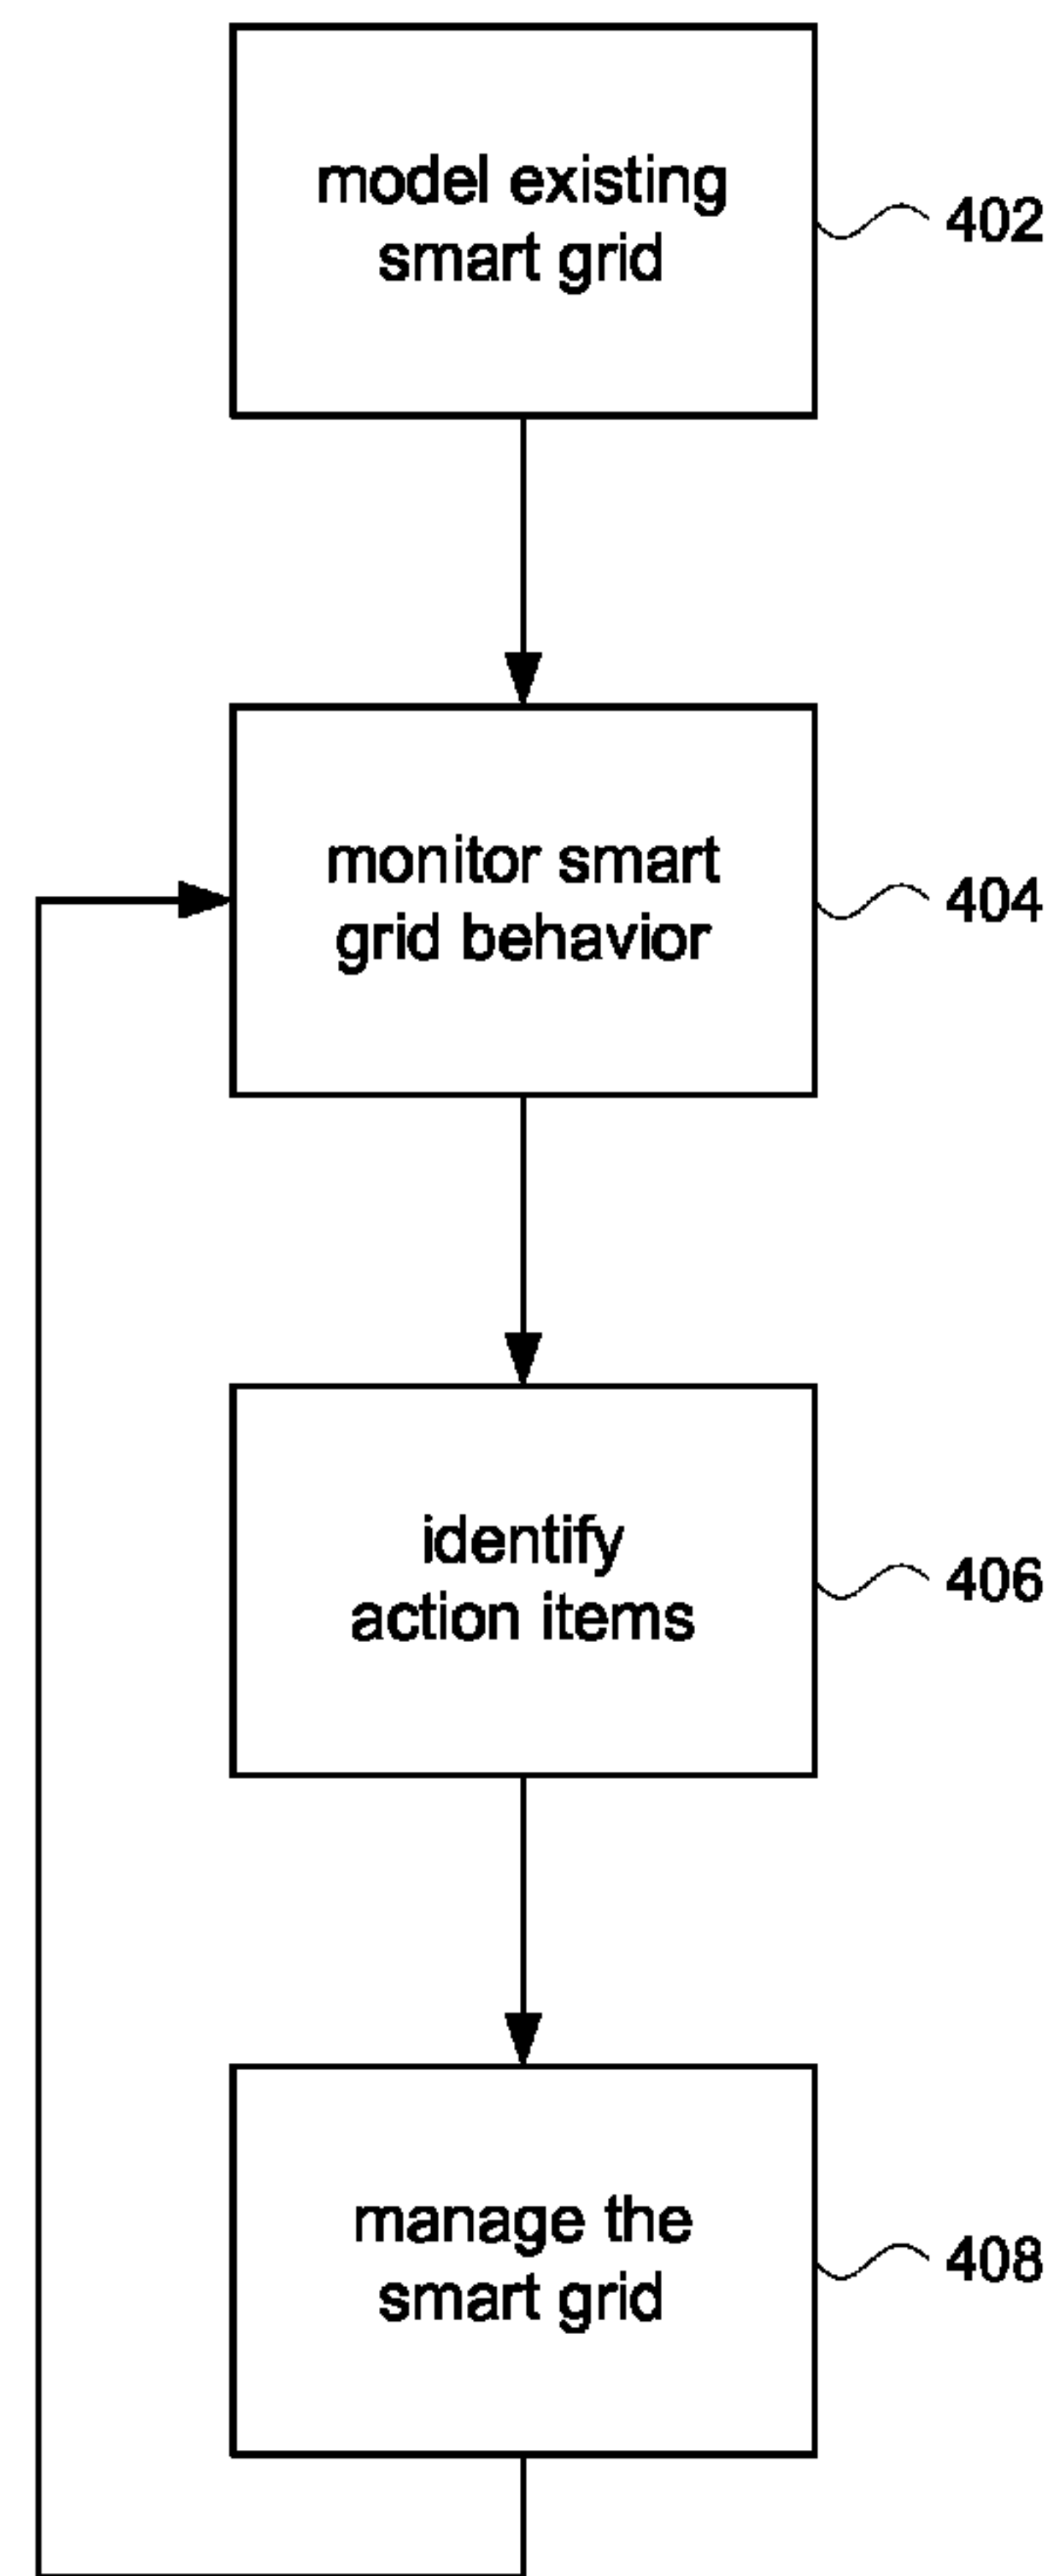 model existing
smart grid
402
monitor smart
grid behavior
404
identify
action items
406
manage the
smart grid
408